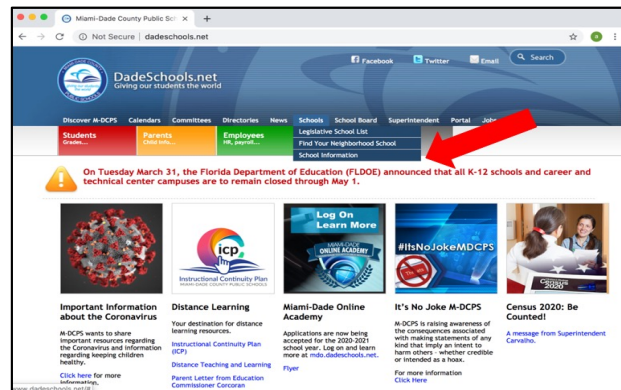 Miami-Dade County Public Sch
Not Secure | dadeschools.net
a
Facebook Twitter Email Search
DadeSchools.net
Giving our students the world
Discover M-DCPS Calendars Committees Directories News Schools School Board Superintendent Portal Jobs
Students Parents Employees Legislative School List
Grades... Child Info... HR, payroll... Find Your Neighborhood School
School Information
On Tuesday March 31, the Florida Department of Education (FLDOE) announced that all K-12 schools and career and
technical center campuses are to remain closed through May 1.
Log On
Learn More
MIAMI-DADE
ONLINE ACADEMY
icp
Instructional Continuity Plan
MIAMI-DADE COUNTY PUBLIC SCHOOLS
#ItsNoJokeMDCPS
Census
2020
Important Information
about the Coronavirus
M-DCPS wants to share
important resources regarding
the Coronavirus and information
regarding keeping children
healthy.
Click here for more
information.
Distance Learning
Your destination for distance
learning resources.
Instructional Continuity Plan
(ICP)
Distance Teaching and Learning
Parent Letter from Education
Commissioner Corcoran
Miami-Dade Online
Academy
Applications are now being
accepted for the 2020-2021
school year. Log on and learn
more at mdo.dadeschools.net.
Flyer
It's No Joke M-DCPS
M-DCPS is raising awareness of
the consequences associated
with making statements of any
kind that imply an intent to
harm others - whether credible
or intended as a hoax.
For more information
Click Here
Census 2020: Be
Counted!
A message from Superintendent
Carvalho.
www.dadeschools.net/#